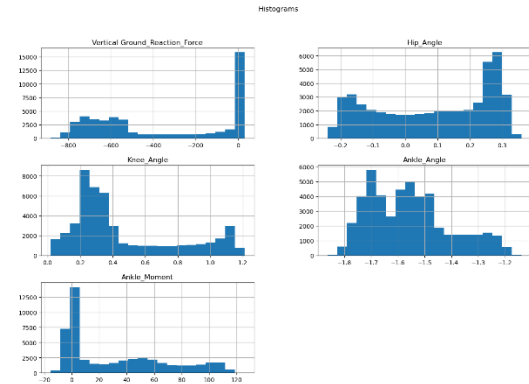 Histograms
Vertical Ground_Reaction_Force
Hip_Angle
15000
12500
10000
7500
5000
2500
0
−800 −600 −400 −200 0
6000
5000
4000
3000
2000
1000
0
−0.2 −0.1 0.0 0.1 0.2 0.3
Knee_Angle
Ankle_Angle
8000
6000
4000
2000
0
0.0 0.2 0.4 0.6 0.8 1.0 1.2
6000
5000
4000
3000
2000
1000
0
−1.8 −1.7 −1.6 −1.5 −1.4 −1.3 −1.2
Ankle_Moment
12500
10000
7500
5000
2500
0
−20 0 20 40 60 80 100 120